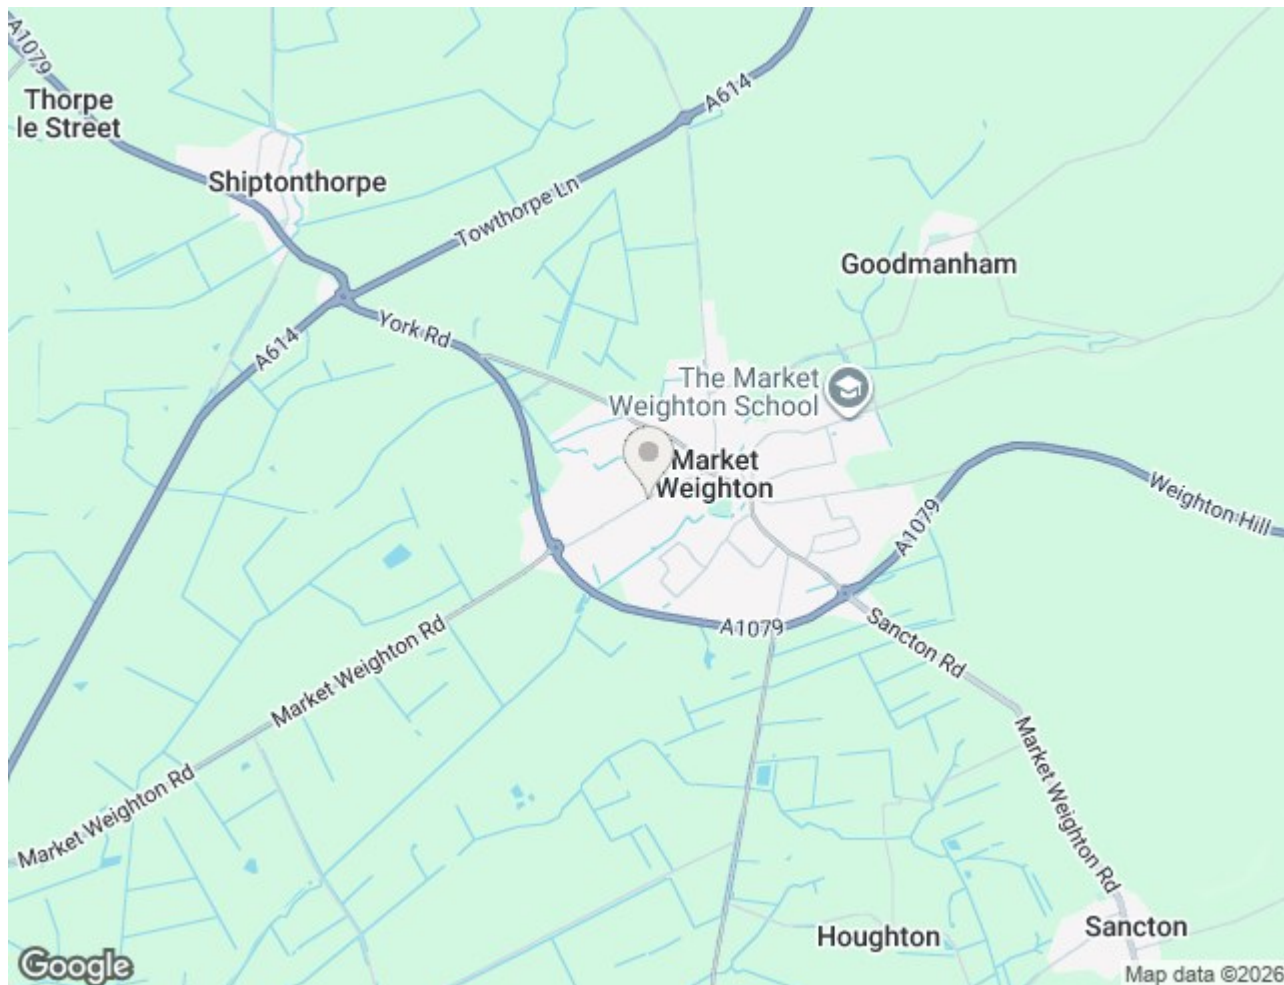 A1079
Thorpe
le Street
Shiptonthorpe
A614
Towthorpe Ln
Goodmanham
York Rd
A614
The Market
Weighton School
Market
Weighton
Weighton Hill
A1079
A1079
Sancton Rd
Market Weighton Rd
Market Weighton Rd
Market Weighton Rd
Houghton
Sancton
Google
Map data ©2026